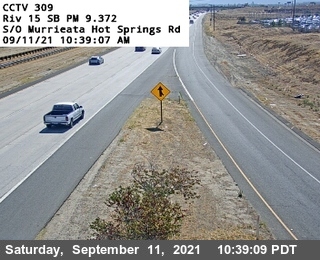 CCTV 309
Riv 15 SB PM 9.372
S/O Murrieata Hot Springs Rd
09/11/21 10:39:07 AM
Saturday, September 11, 2021 10:39:09 PDT